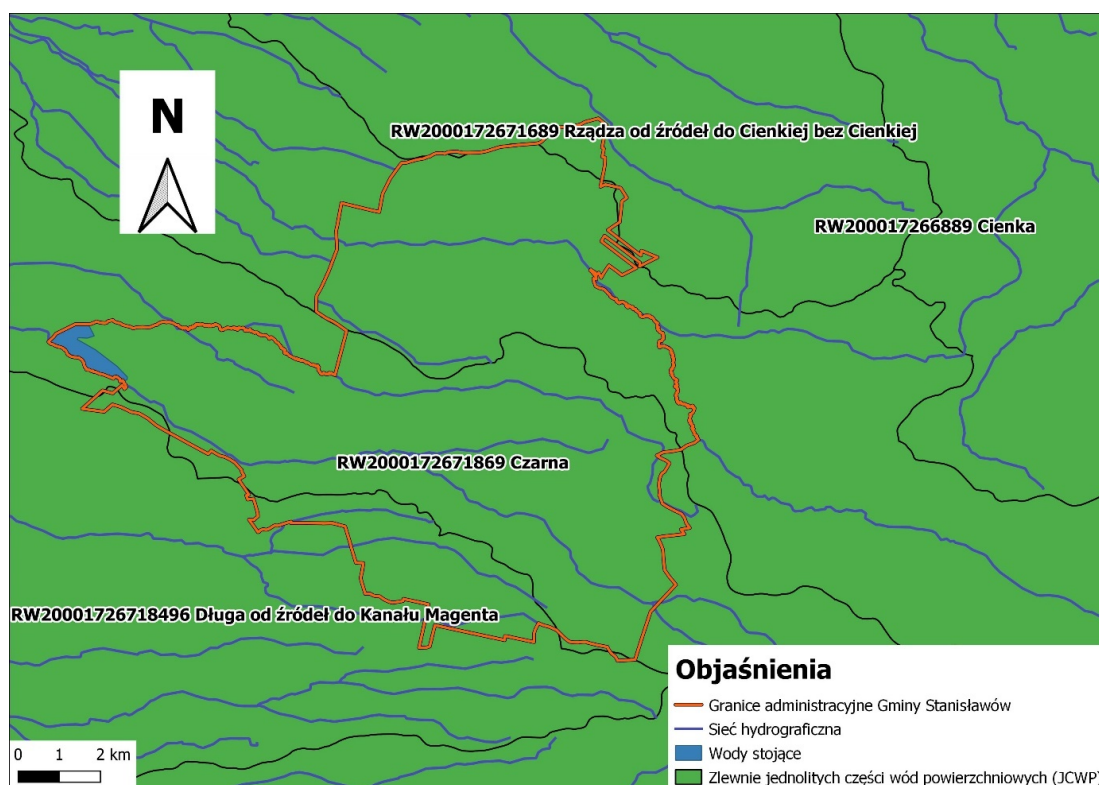 N
RW2000172671689 Rządza od źródeł do Cienkiej bez Cienkiej
RW200017266889 Cienka
RW2000172671869 Czarna
RW20001726718496 Długa od źródeł do Kanału Magenta
Objaśnienia
Granice administracyjne Gminy Stanisławów
Sieć hydrograficzna
Wody stojące
Zlewnie jednolitych części wód powierzchniowych (JCWP)
0 1 2 km